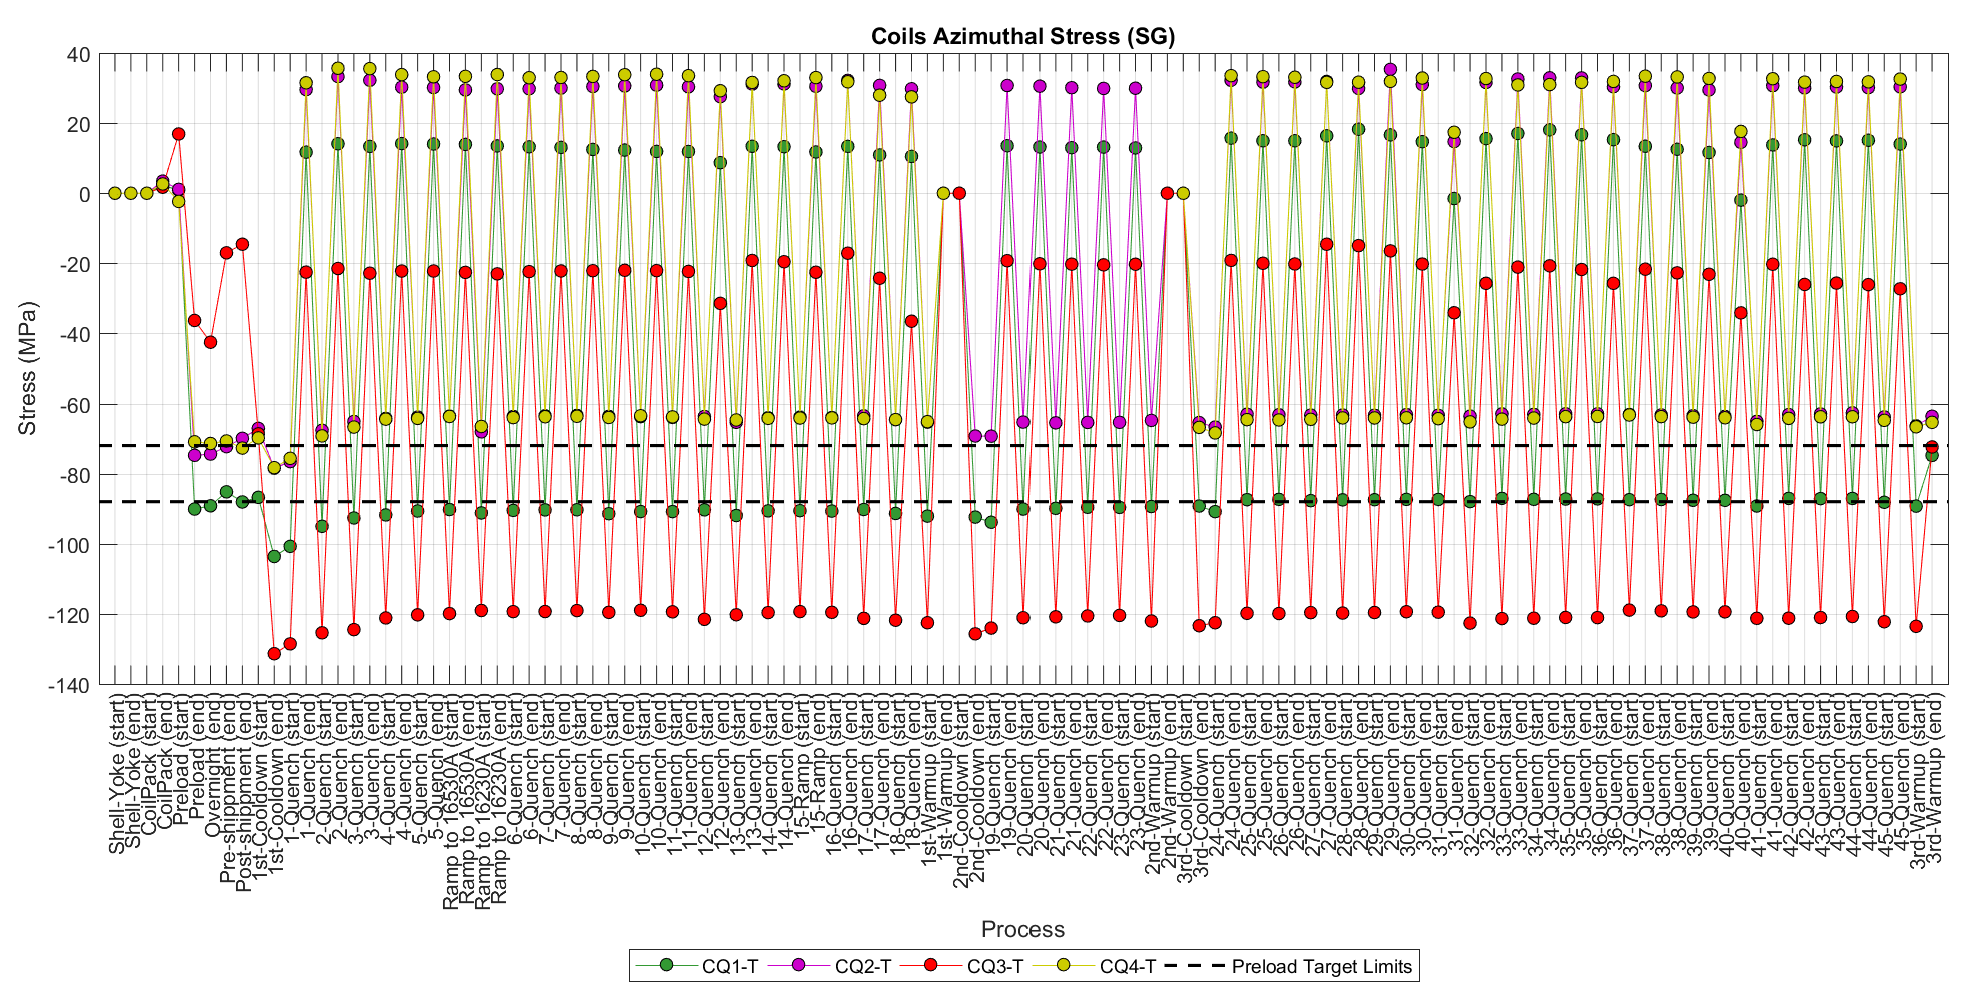 Coils Azimuthal Stress (SG)
Stress (MPa)
40
20
0
-20
-40
-60
-80
-100
-120
-140
Shell-Yoke (start)
Shell-Yoke (end)
CoilPack (start)
CoilPack (end)
Preload (start)
Preload (end)
Overnight (end)
Pre-shippment (end)
Post-shippment (end)
1st-Cooldown (start)
1st-Cooldown (end)
1-Quench (start)
1-Quench (end)
2-Quench (start)
2-Quench (end)
3-Quench (start)
3-Quench (end)
4-Quench (start)
4-Quench (end)
5-Quench (start)
5-Quench (end)
Ramp to 16530A (start)
Ramp to 16530A (end)
Ramp to 16230A (start)
Ramp to 16230A (end)
6-Quench (start)
6-Quench (end)
7-Quench (start)
7-Quench (end)
8-Quench (start)
8-Quench (end)
9-Quench (start)
9-Quench (end)
10-Quench (start)
10-Quench (end)
11-Quench (start)
11-Quench (end)
12-Quench (start)
12-Quench (end)
13-Quench (start)
13-Quench (end)
14-Quench (start)
14-Quench (end)
15-Ramp (start)
15-Ramp (end)
16-Quench (start)
16-Quench (end)
17-Quench (start)
17-Quench (end)
18-Quench (start)
18-Quench (end)
1st-Warmup (start)
1st-Warmup (end)
2nd-Cooldown (start)
2nd-Cooldown (end)
19-Quench (start)
19-Quench (end)
20-Quench (start)
20-Quench (end)
21-Quench (start)
21-Quench (end)
22-Quench (start)
22-Quench (end)
23-Quench (start)
23-Quench (end)
2nd-Warmup (start)
2nd-Warmup (end)
3rd-Cooldown (start)
3rd-Cooldown (end)
24-Quench (start)
24-Quench (end)
25-Quench (start)
25-Quench (end)
26-Quench (start)
26-Quench (end)
27-Quench (start)
27-Quench (end)
28-Quench (start)
28-Quench (end)
29-Quench (start)
29-Quench (end)
30-Quench (start)
30-Quench (end)
31-Quench (start)
31-Quench (end)
32-Quench (start)
32-Quench (end)
33-Quench (start)
33-Quench (end)
34-Quench (start)
34-Quench (end)
35-Quench (start)
35-Quench (end)
36-Quench (start)
36-Quench (end)
37-Quench (start)
37-Quench (end)
38-Quench (start)
38-Quench (end)
39-Quench (start)
39-Quench (end)
40-Quench (start)
40-Quench (end)
41-Quench (start)
41-Quench (end)
42-Quench (start)
42-Quench (end)
43-Quench (start)
43-Quench (end)
44-Quench (start)
44-Quench (end)
45-Quench (start)
45-Quench (end)
3rd-Warmup (start)
3rd-Warmup (end)
Process
CQ1-T CQ2-T CQ3-T CQ4-T Preload Target Limits